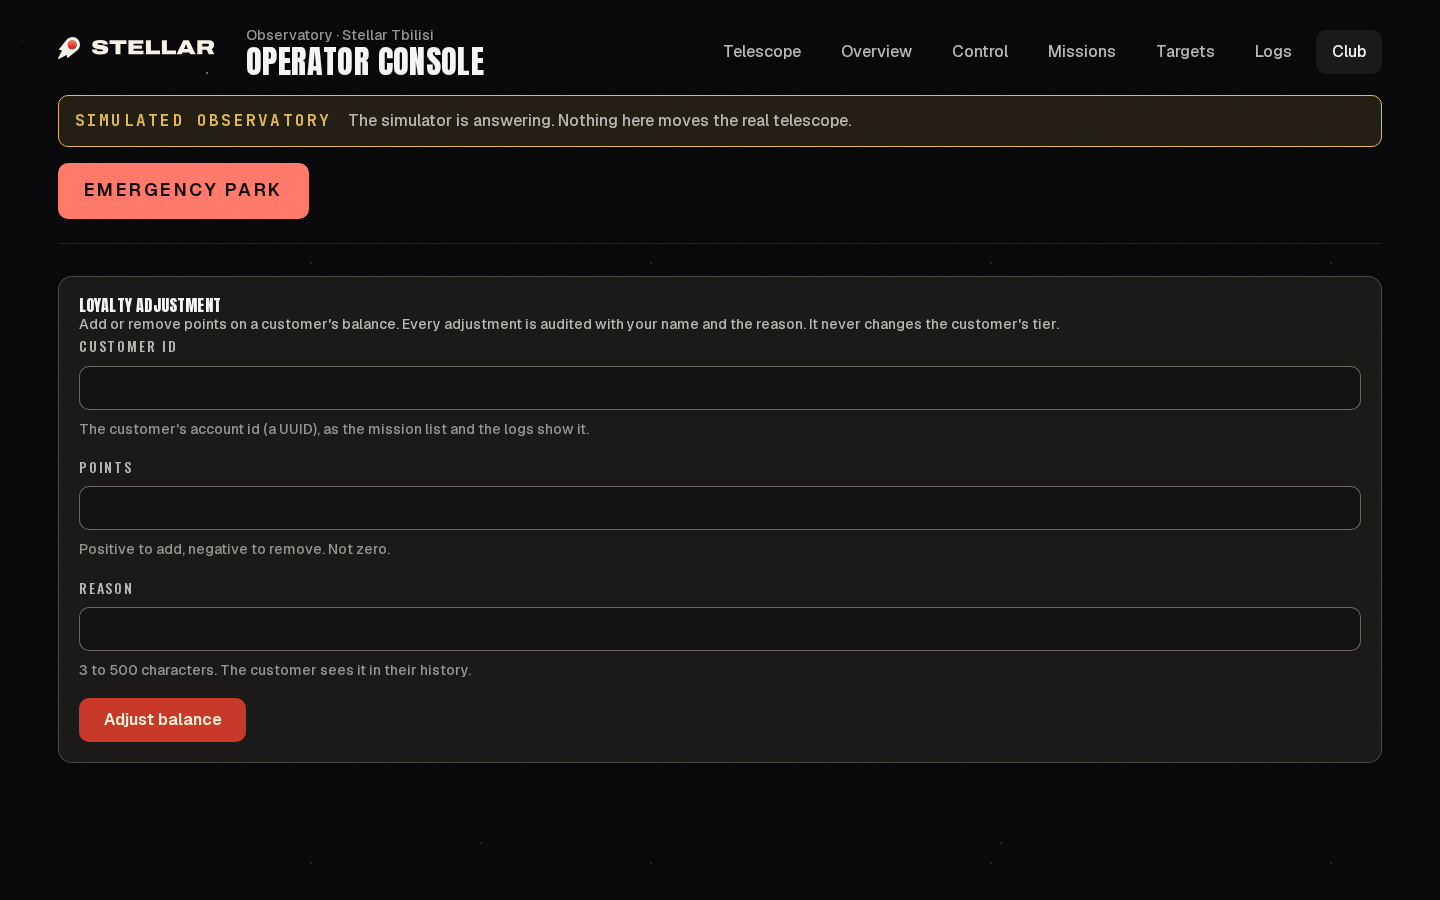 STELLAR
Observatory · Stellar Tbilisi
OPERATOR CONSOLE
Telescope
Overview
Control
Missions
Targets
Logs
Club
SIMULATED OBSERVATORY The simulator is answering. Nothing here moves the real telescope.
EMERGENCY PARK
LOYALTY ADJUSTMENT
Add or remove points on a customer's balance. Every adjustment is audited with your name and the reason. It never changes the customer's tier.
CUSTOMER ID
The customer's account id (a UUID), as the mission list and the logs show it.
POINTS
Positive to add, negative to remove. Not zero.
REASON
3 to 500 characters. The customer sees it in their history.
Adjust balance